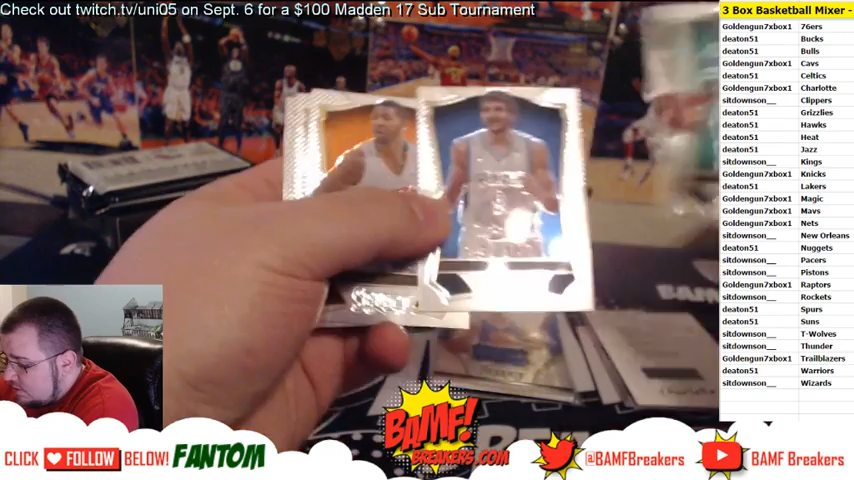 Check out twitch.tv/uni05 on Sept. 6 for a $100 Madden 17 Sub Tournament
3 Box Basketball Mixer -
Goldengun7xbox1 76ers
deaton51 Bucks
deaton51 Bulls
Goldengun7xbox1 Cavs
deaton51 Celtics
Goldengun7xbox1 Charlotte
sitdownson__ Clippers
deaton51 Grizzlies
deaton51 Hawks
deaton51 Heat
deaton51 Jazz
sitdownson__ Kings
Goldengun7xbox1 Knicks
deaton51 Lakers
Goldengun7xbox1 Magic
Goldengun7xbox1 Mavs
Goldengun7xbox1 Nets
sitdownson__ New Orleans
deaton51 Nuggets
sitdownson__ Pacers
sitdownson__ Pistons
Goldengun7xbox1 Raptors
sitdownson__ Rockets
deaton51 Spurs
deaton51 Suns
sitdownson__ T-Wolves
sitdownson__ Thunder
Goldengun7xbox1 Trailblazers
deaton51 Warriors
sitdownson__ Wizards
CLICK FOLLOW BELOW! FANTOM
BAMF!
BREAKERS.COM
@BAMFBreakers
BAMF Breakers